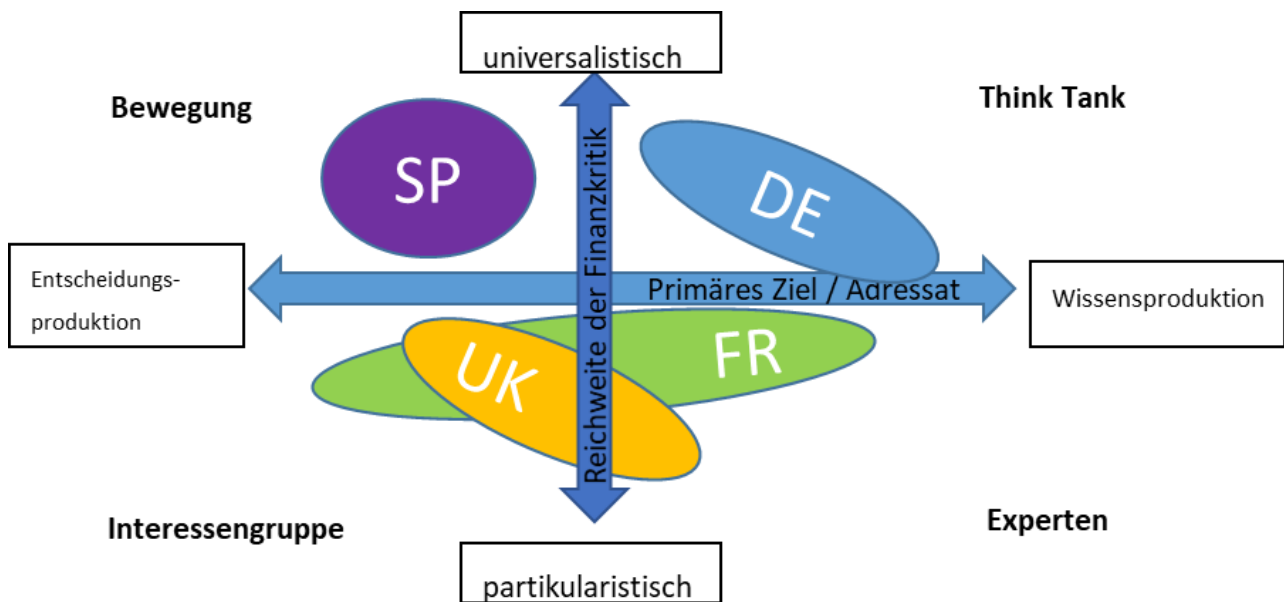 universalistisch
Bewegung
Think Tank
SP
DE
Reichweite der Finanzkritik
Entscheidungs-
produktion
Primäres Ziel / Adressat
Wissensproduktion
UK
FR
Interessengruppe
Experten
partikularistisch